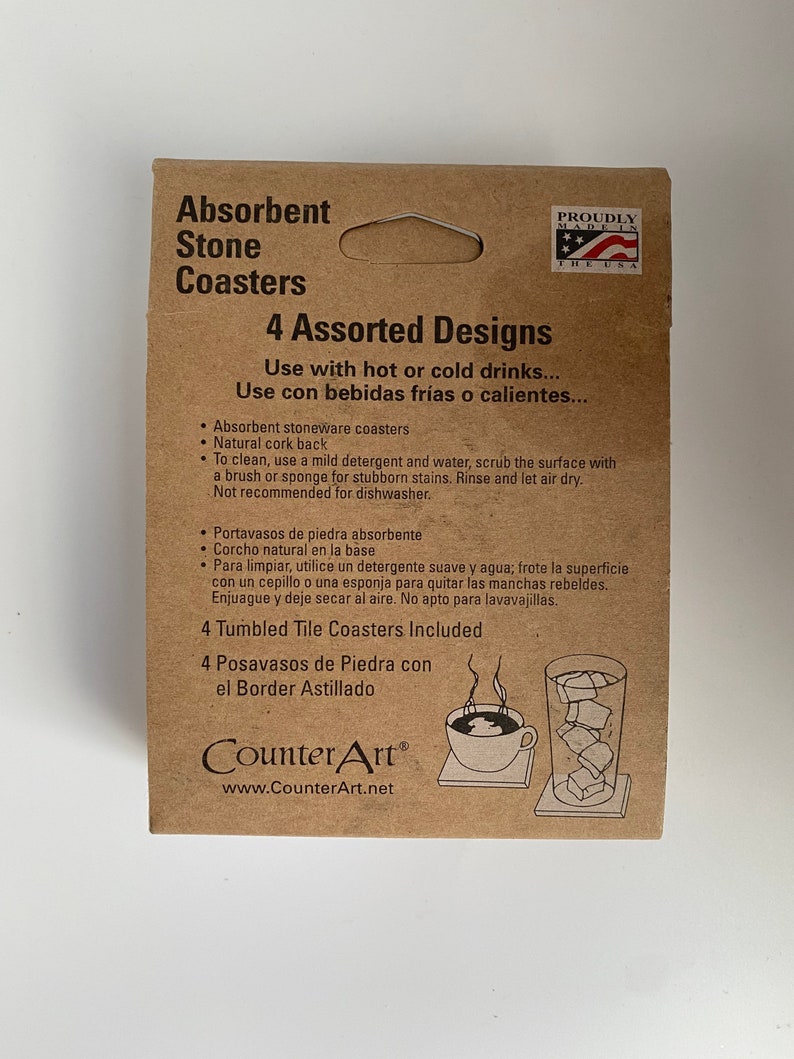 Absorbent
Stone
Coasters
PROUDLY
MADE IN
THE USA
4 Assorted Designs
Use with hot or cold drinks...
Use con bebidas frías o calientes...
• Absorbent stoneware coasters
• Natural cork back
• To clean, use a mild detergent and water, scrub the surface with
a brush or sponge for stubborn stains. Rinse and let air dry.
Not recommended for dishwasher.
• Portavasos de piedra absorbente
• Corcho natural en la base
• Para limpiar, utilice un detergente suave y agua; frote la superficie
con un cepillo o una esponja para quitar las manchas rebeldes.
Enjuague y deje secar al aire. No apto para lavavajillas.
4 Tumbled Tile Coasters Included
4 Posavasos de Piedra con
el Border Astillado
CounterArt®
www.CounterArt.net